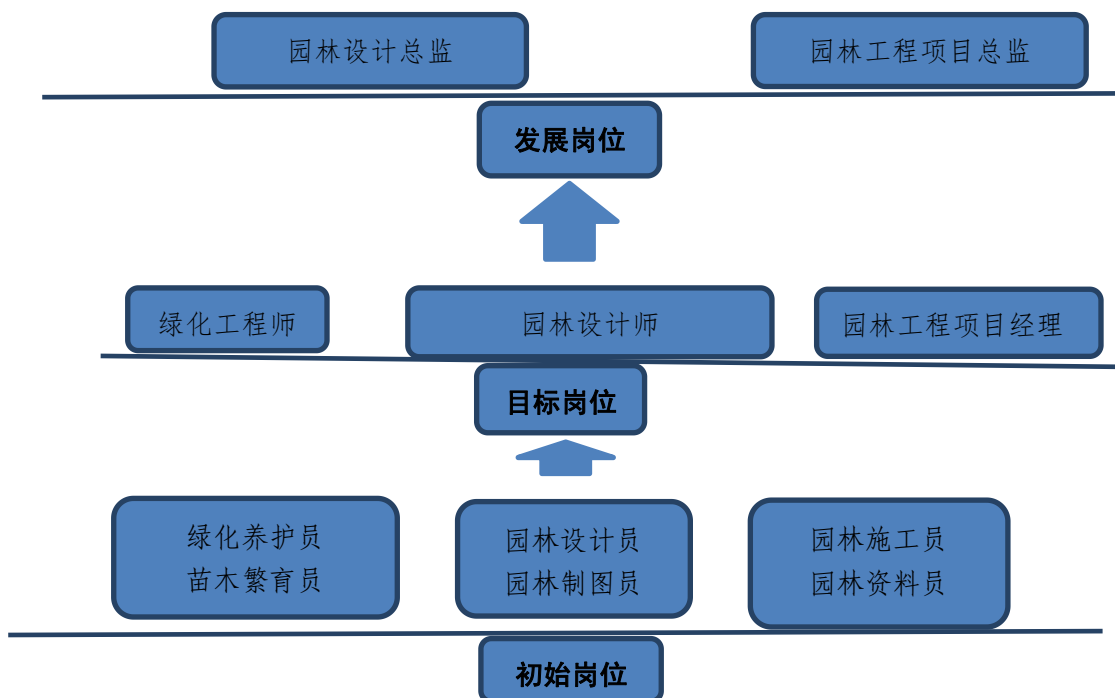 园林设计总监
园林工程项目总监
发展岗位
绿化工程师
园林设计师
园林工程项目经理
目标岗位
绿化养护员
苗木繁育员
园林设计员
园林制图员
园林施工员
园林资料员
初始岗位